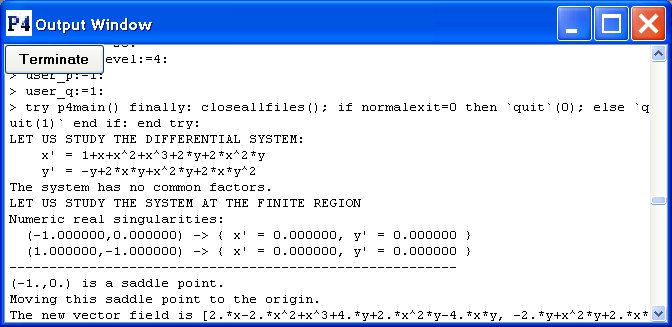 P4 Output Window
Terminate
evel:=4:
> user_p:=1:
> user_q:=1:
> try p4main() finally: closeallfiles(); if normalexit=0 then `quit`(0); else `q
uit(1)` end if: end try:
LET US STUDY THE DIFFERENTIAL SYSTEM:
x' = 1+x+x^2+x^3+2*y+2*x^2*y
y' = -y+2*x*y+x^2*y+2*x*y^2
The system has no common factors.
LET US STUDY THE SYSTEM AT THE FINITE REGION
Numeric real singularities:
(-1.000000,0.000000) -> { x' = 0.000000, y' = 0.000000 }
(1.000000,-1.000000) -> { x' = 0.000000, y' = 0.000000 }
---------------------------------------------------------
(-1.,0.) is a saddle point.
Moving this saddle point to the origin.
The new vector field is [2.*x-2.*x^2+x^3+4.*y+2.*x^2*y-4.*x*y, -2.*y+x^2*y+2.*x*